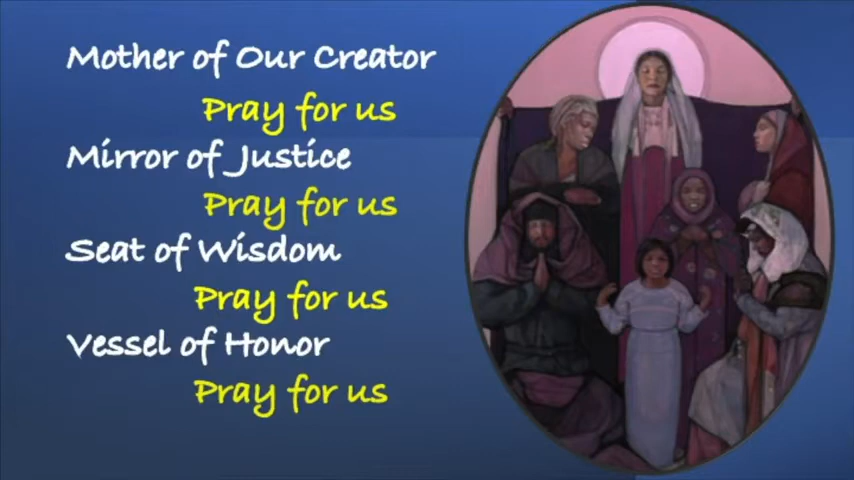 Mother of Our Creator
Pray for us
Mirror of Justice
Pray for us
Seat of Wisdom
Pray for us
Vessel of Honor
Pray for us